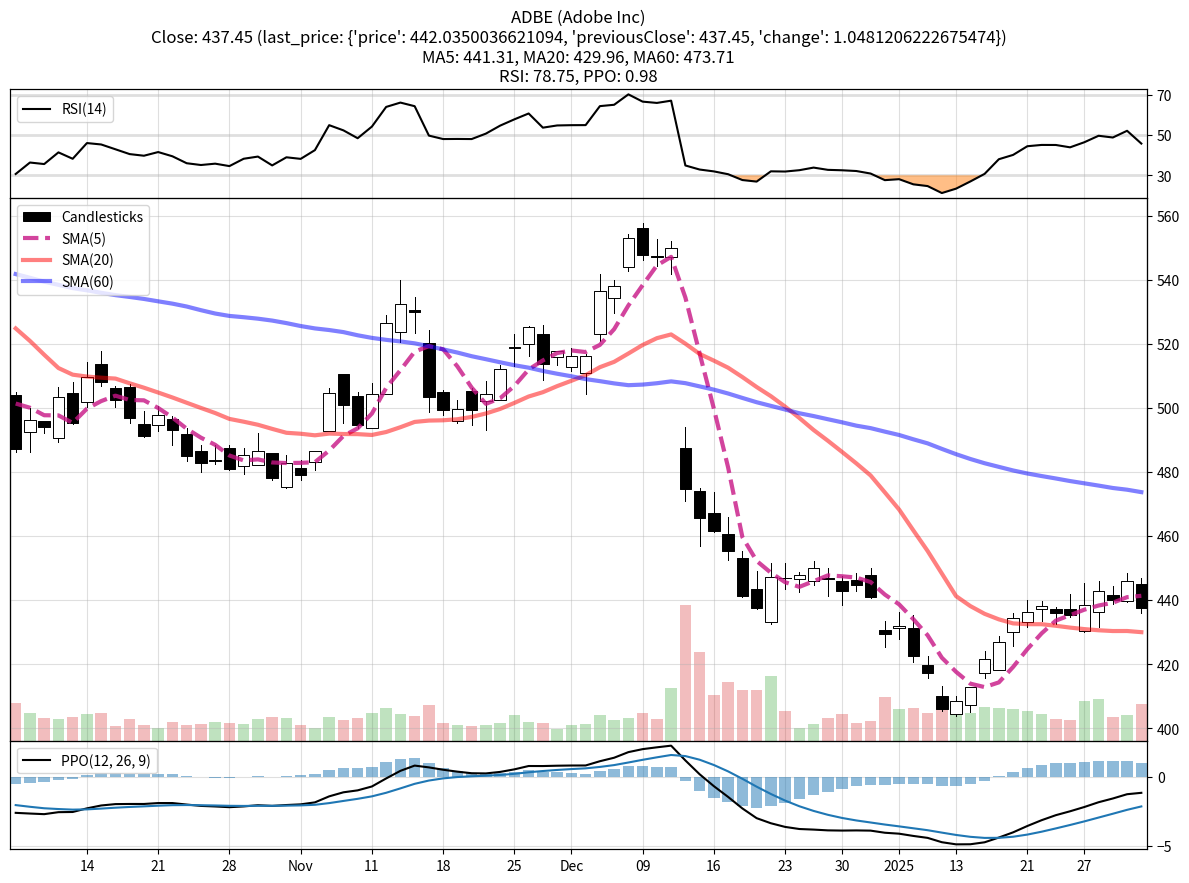 ADBE (Adobe Inc)
Close: 437.45 (last_price: {'price': 442.0350036621094, 'previousClose': 437.45, 'change': 1.0481206222675474})
MA5: 441.31, MA20: 429.96, MA60: 473.71
RSI: 78.75, PPO: 0.98
RSI(14)
70
50
30
Candlesticks
SMA(5)
SMA(20)
SMA(60)
560
540
520
500
480
460
440
420
400
PPO(12, 26, 9)
0
−5
14 21 28 Nov 11 18 25 Dec 09 16 23 30 2025 13 21 27